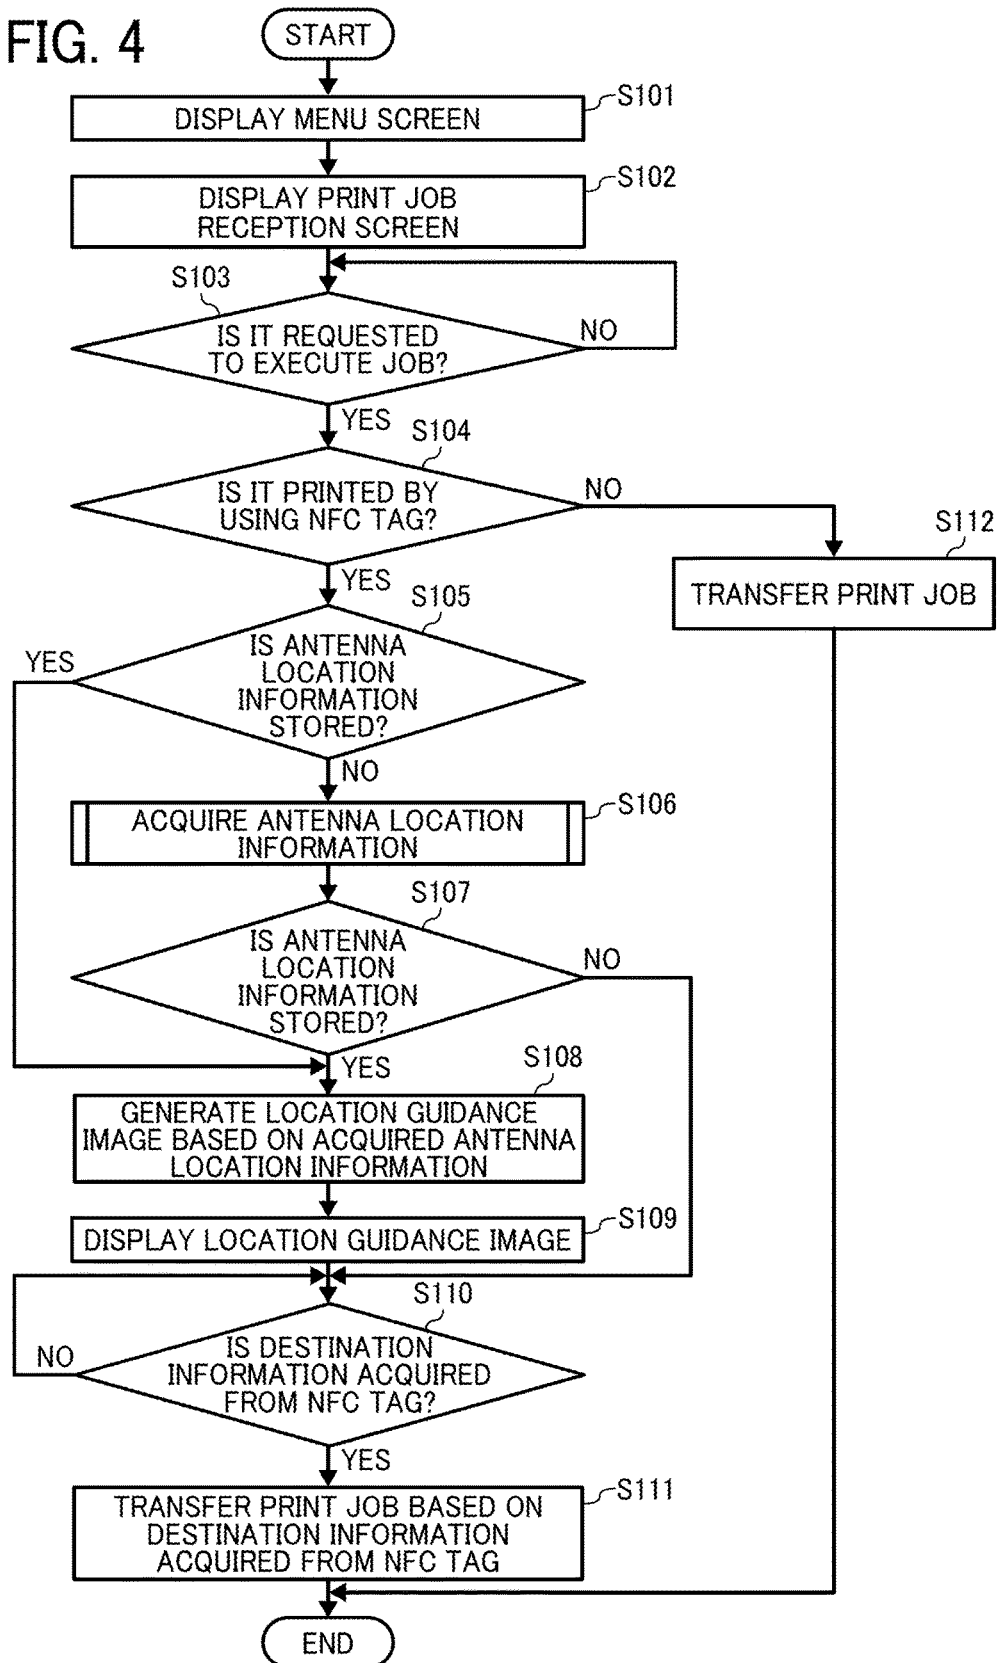 FIG. 4
START
S101
DISPLAY MENU SCREEN
S102
DISPLAY PRINT JOB
RECEPTION SCREEN
S103
IS IT REQUESTED
TO EXECUTE JOB?
NO
YES
S104
IS IT PRINTED BY
USING NFC TAG?
NO
S112
TRANSFER PRINT JOB
YES
S105
IS ANTENNA
LOCATION
INFORMATION
STORED?
YES
NO
S106
ACQUIRE ANTENNA LOCATION
INFORMATION
S107
IS ANTENNA
LOCATION
INFORMATION
STORED?
NO
YES
S108
GENERATE LOCATION GUIDANCE
IMAGE BASED ON ACQUIRED ANTENNA
LOCATION INFORMATION
S109
DISPLAY LOCATION GUIDANCE IMAGE
S110
IS DESTINATION
INFORMATION ACQUIRED
FROM NFC TAG?
NO
YES
S111
TRANSFER PRINT JOB BASED ON
DESTINATION INFORMATION
ACQUIRED FROM NFC TAG
END